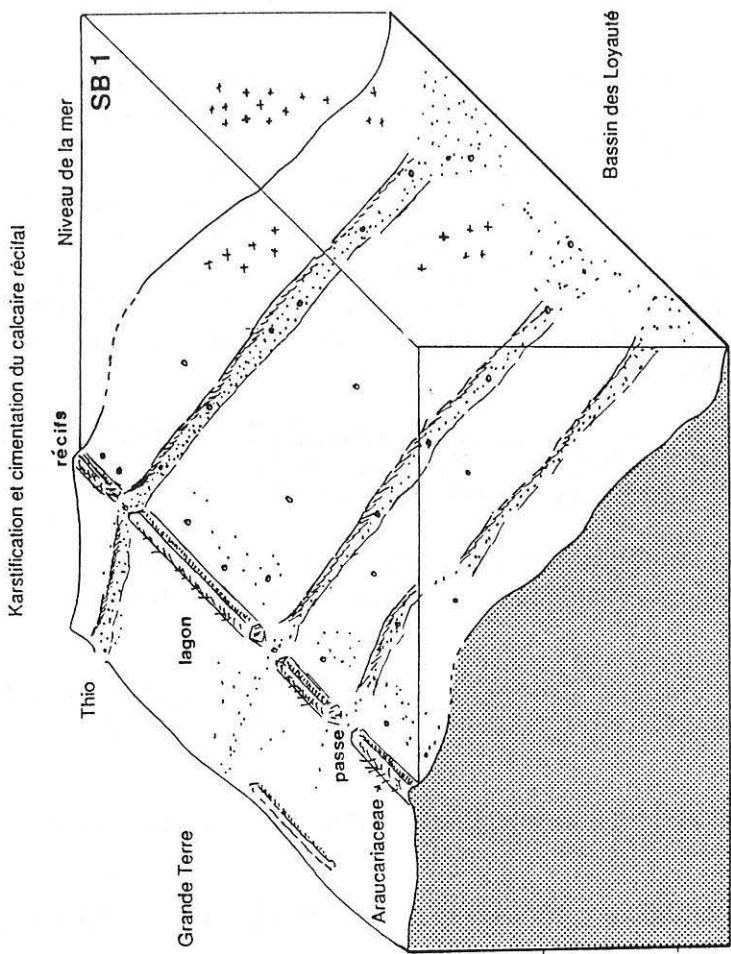 Karstification et cimentation du calcaire récifal
Niveau de la mer
SB 1
récifs
Thio
lagon
passe
Grande Terre
Araucariaceae
Bassin des Loyauté